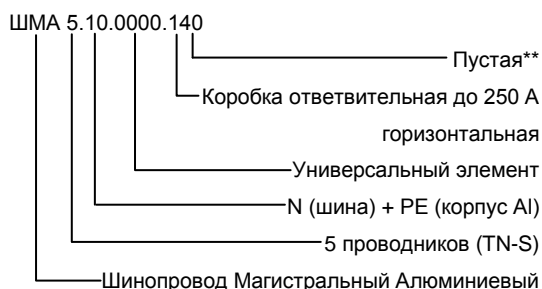 ШМА 5.10.0000.140
Пустая**
Коробка ответвительная до 250 А
горизонтальная
Универсальный элемент
N (шина) + PE (корпус Al)
5 проводников (TN-S)
Шинопровод Магистральный Алюминиевый